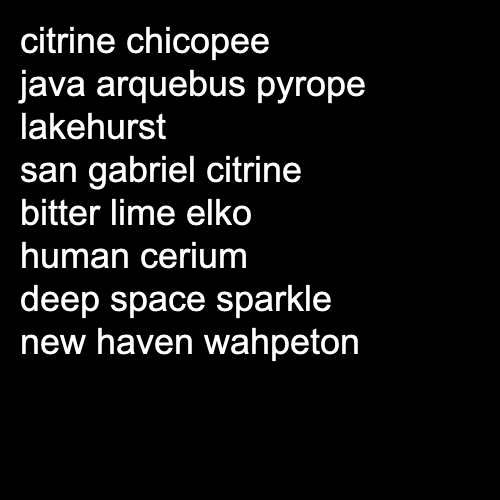 citrine chicopee
java arquebus pyrope
lakehurst
san gabriel citrine
bitter lime elko
human cerium
deep space sparkle
new haven wahpeton